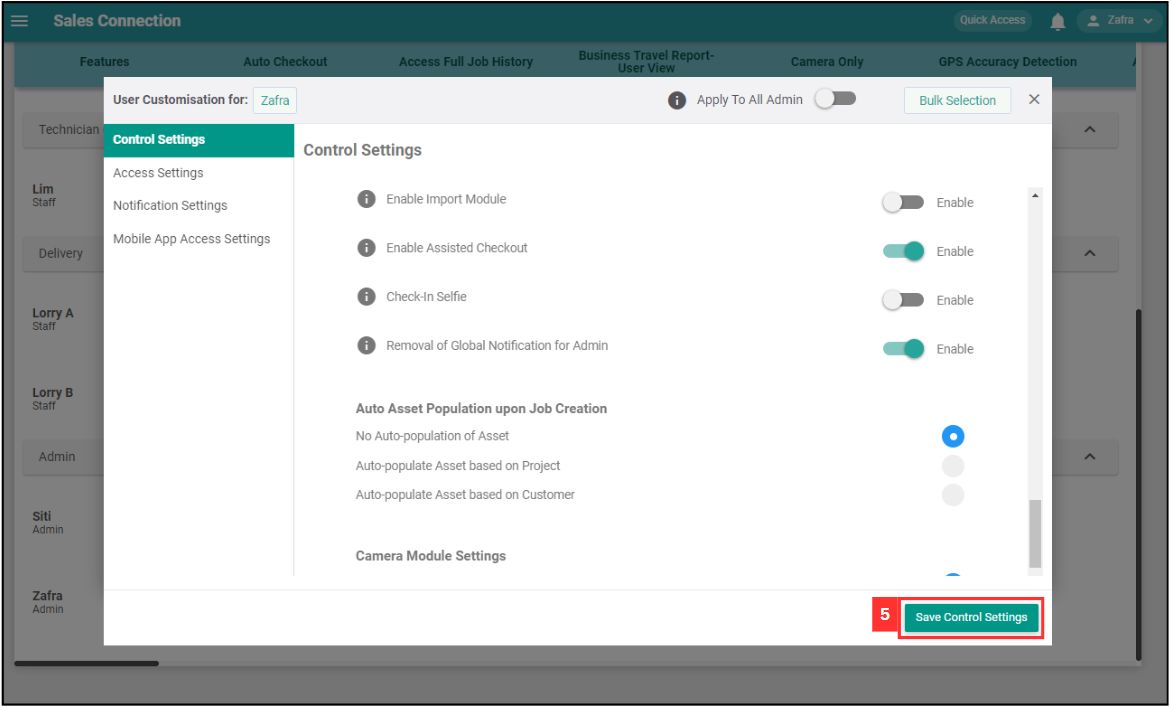 Sales Connection
Quick Access
Zafra
Features
Auto Checkout
Access Full Job History
Business Travel Report-
User View
Camera Only
GPS Accuracy Detection
User Customisation for: Zafra
Apply To All Admin
Bulk Selection
Technician
Lim
Staff
Delivery
Lorry A
Staff
Lorry B
Staff
Admin
Siti
Admin
Zafra
Admin
Control Settings
Access Settings
Notification Settings
Mobile App Access Settings
Control Settings
Enable Import Module
Enable
Enable Assisted Checkout
Enable
Check-In Selfie
Enable
Removal of Global Notification for Admin
Enable
Auto Asset Population upon Job Creation
No Auto-population of Asset
Auto-populate Asset based on Project
Auto-populate Asset based on Customer
Camera Module Settings
5
Save Control Settings